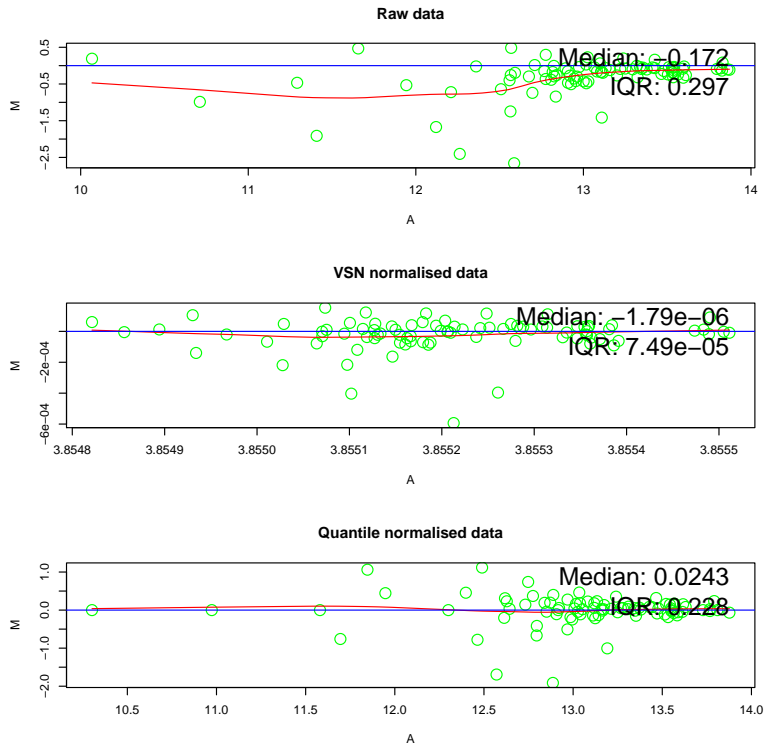 Raw data
Median: −0.172
IQR: 0.297
M
0.5
−0.5
−1.5
−2.5
10 11 12 13 14
A
VSN normalised data
Median: −1.79e−06
IQR: 7.49e−05
M
−2e−04
−6e−04
3.8548 3.8549 3.8550 3.8551 3.8552 3.8553 3.8554 3.8555
A
Quantile normalised data
Median: 0.0243
IQR: 0.228
M
1.0
0.0
−1.0
−2.0
10.5 11.0 11.5 12.0 12.5 13.0 13.5 14.0
A